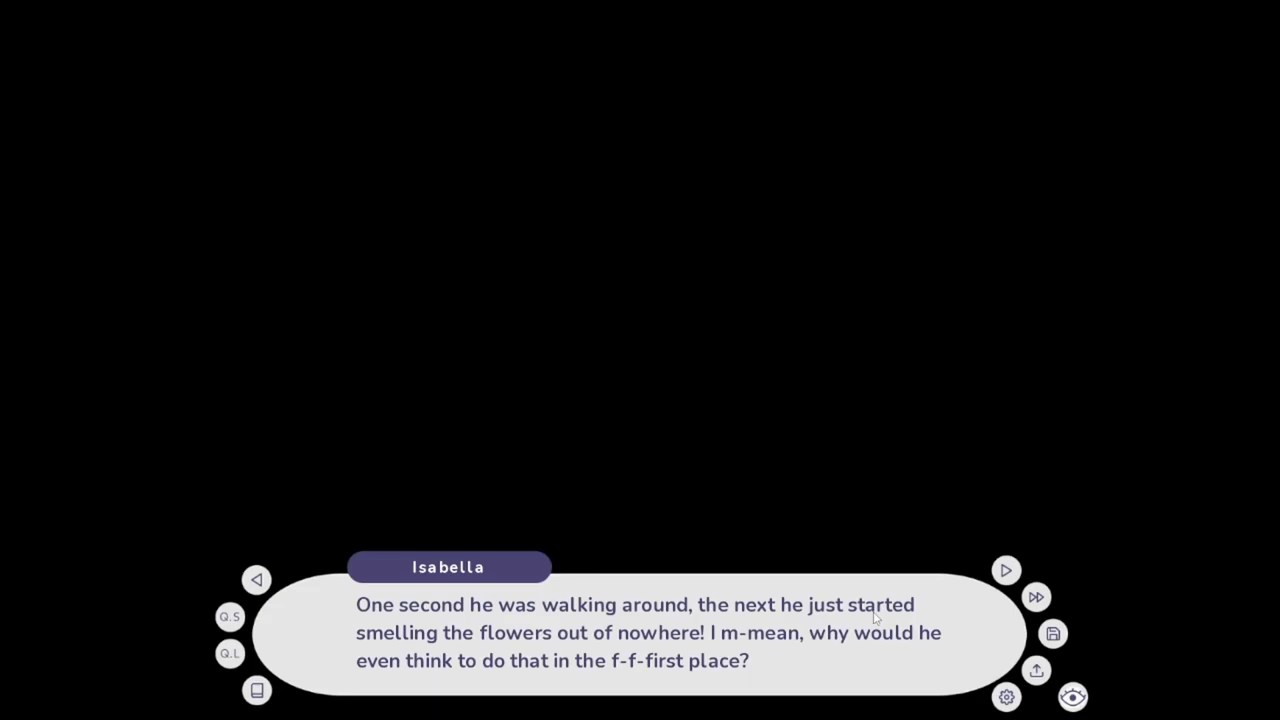 Isabella
One second he was walking around, the next he just started
smelling the flowers out of nowhere! I m-mean, why would he
even think to do that in the f-f-first place?
Q.S
Q.L